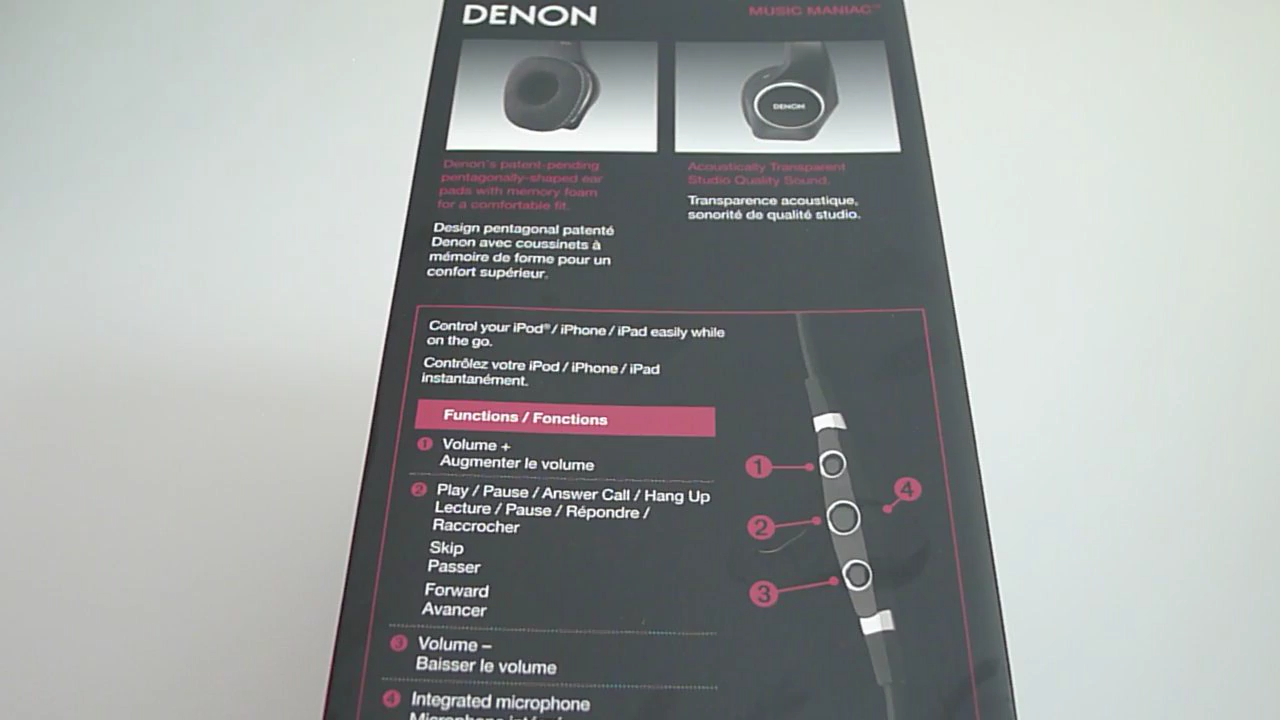 DENON
MUSIC MANIAC™
DENON
Denon's patent-pending
pentagonally-shaped ear
pads with memory foam
for a comfortable fit.
Design pentagonal patenté
Denon avec coussinets à
mémoire de forme pour un
confort supérieur.
Acoustically Transparent
Studio Quality Sound.
Transparence acoustique,
sonorité de qualité studio.
Control your iPod®/ iPhone / iPad easily while
on the go.
Contrôlez votre iPod / iPhone / iPad
instantanément.
Functions / Fonctions
1 Volume +
Augmenter le volume
2 Play / Pause / Answer Call / Hang Up
Lecture / Pause / Répondre /
Raccrocher
Skip
Passer
Forward
Avancer
3 Volume –
Baisser le volume
4 Integrated microphone
1
2
3
4